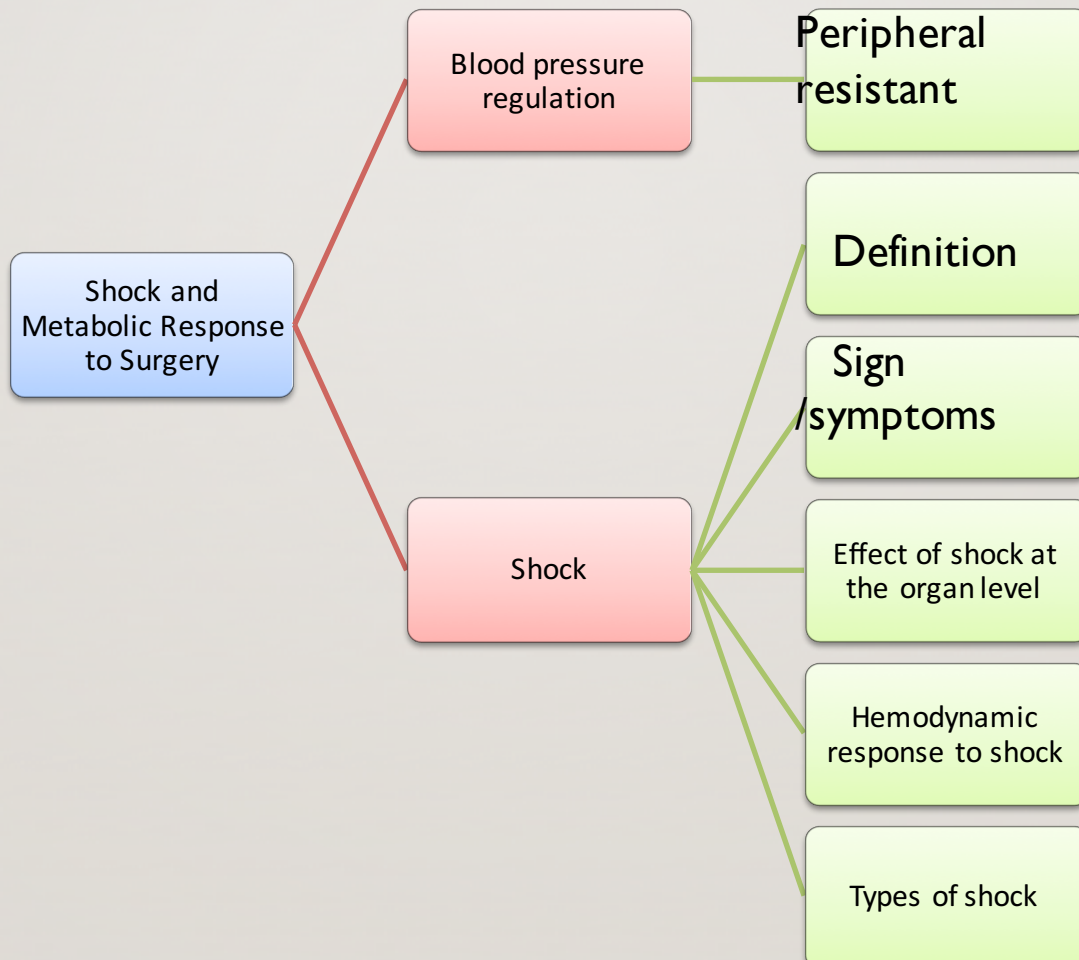 Blood pressure
regulation
Peripheral
resistant
Shock and
Metabolic Response
to Surgery
Shock
Definition
Sign
/symptoms
Effect of shock at
the organ level
Hemodynamic
response to shock
Types of shock